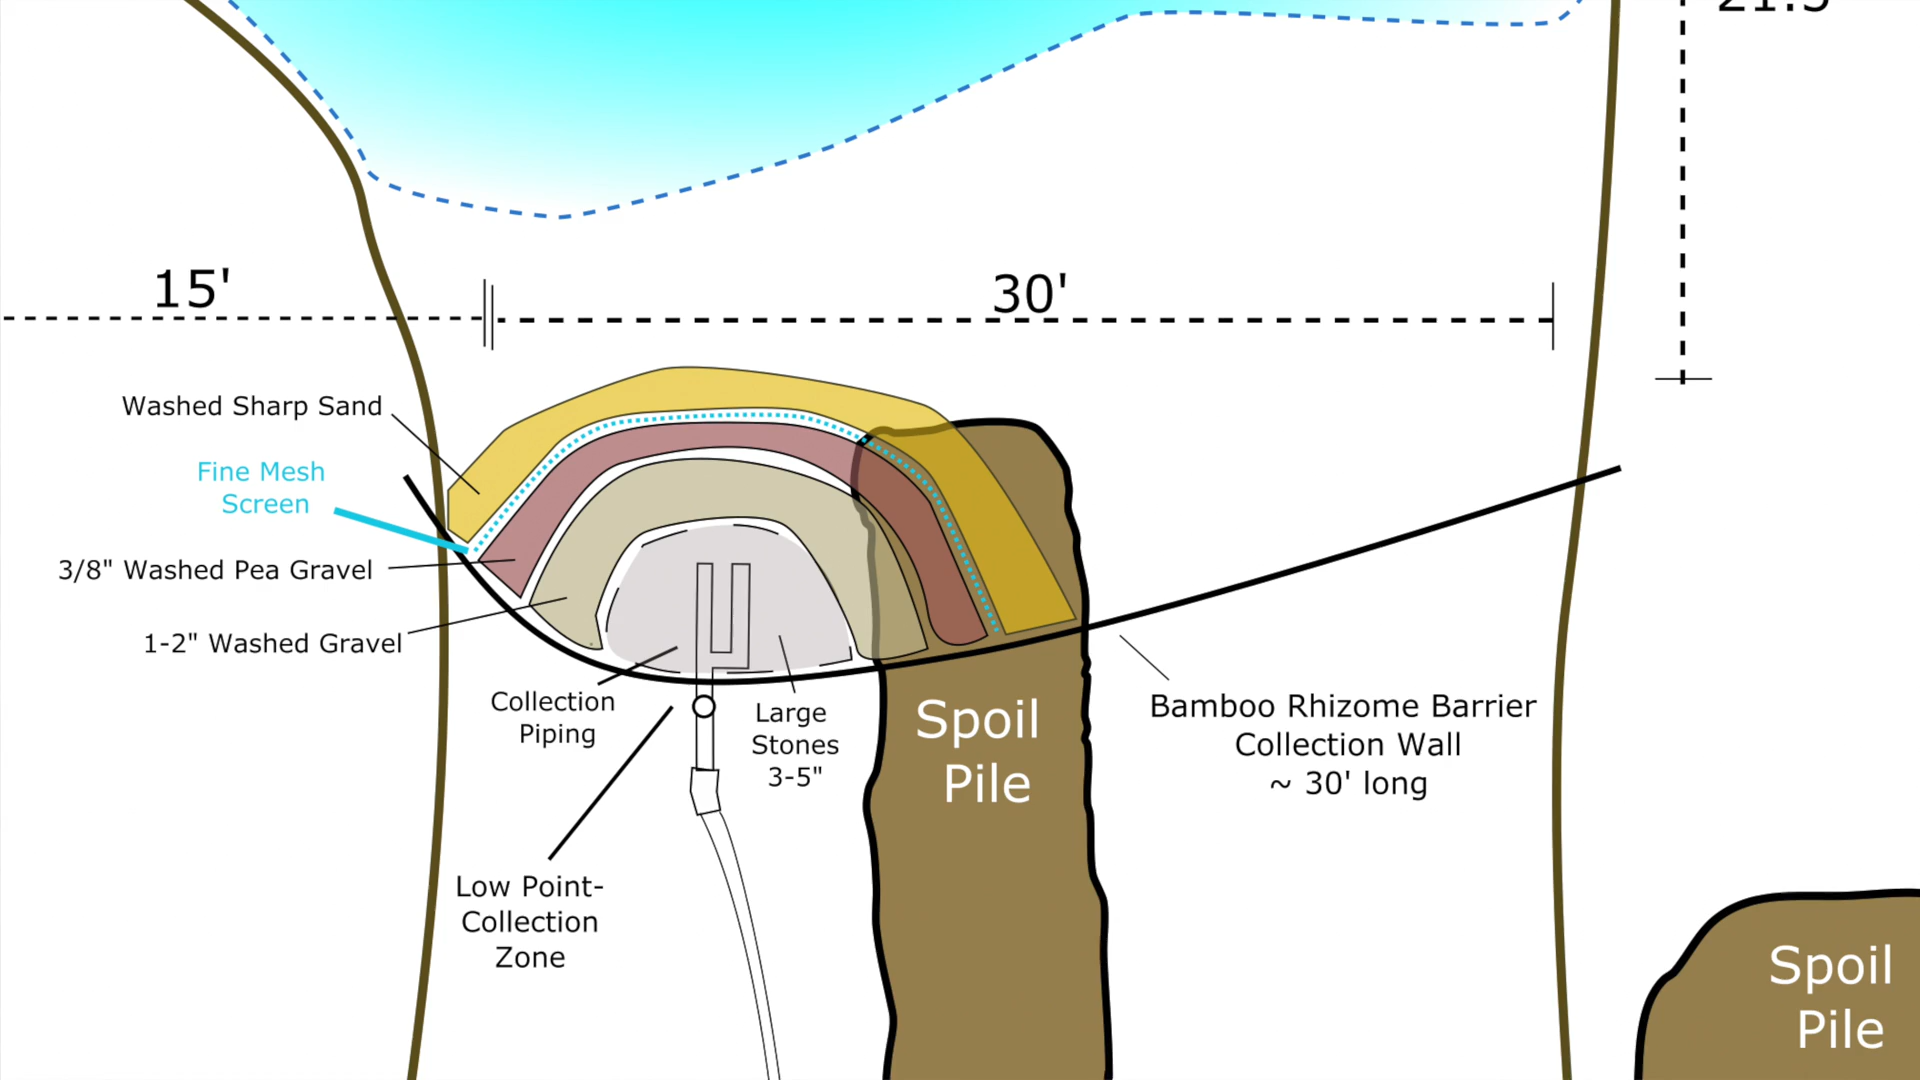 15'
30'
Washed Sharp Sand
Fine Mesh
Screen
3/8" Washed Pea Gravel
1-2" Washed Gravel
Collection
Piping
Large
Stones
3-5"
Low Point-
Collection
Zone
Spoil
Pile
Bamboo Rhizome Barrier
Collection Wall
~ 30' long
Spoil
Pile